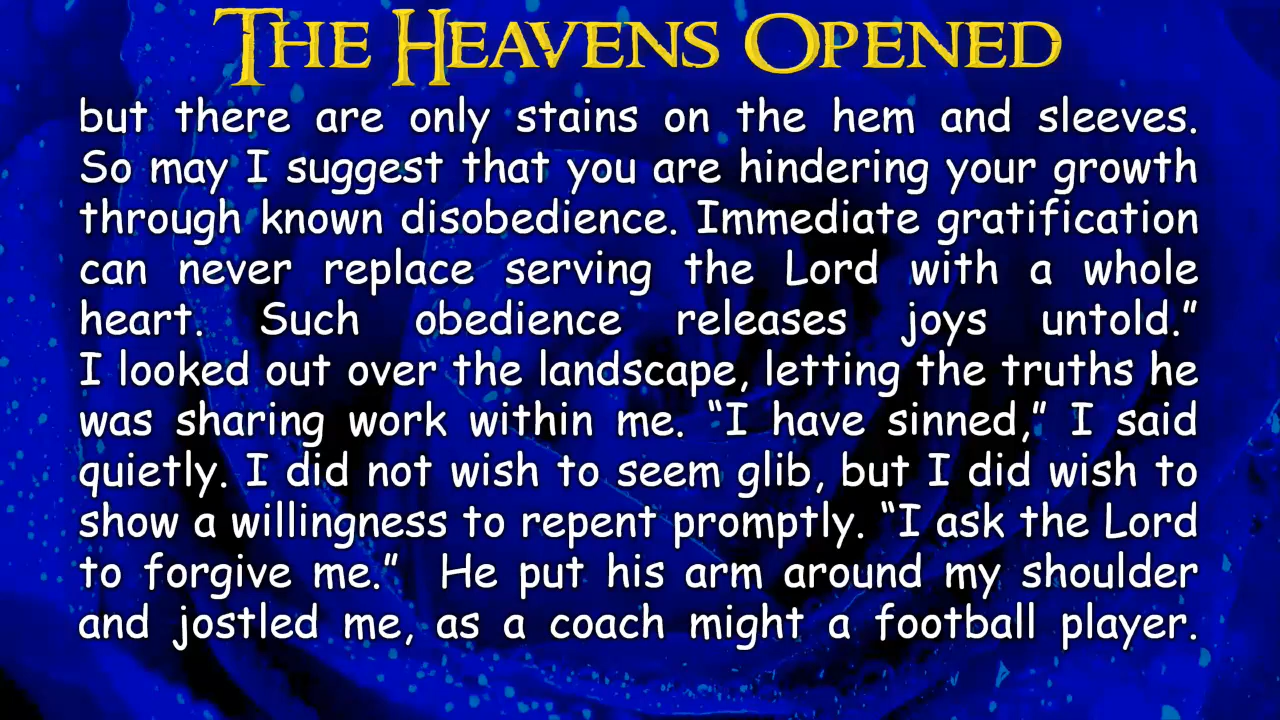 THE HEAVENS OPENED
but there are only stains on the hem and sleeves.
So may I suggest that you are hindering your growth
through known disobedience. Immediate gratification
can never replace serving the Lord with a whole
heart. Such obedience releases joys untold.”
I looked out over the landscape, letting the truths he
was sharing work within me. “I have sinned,” I said
quietly. I did not wish to seem glib, but I did wish to
show a willingness to repent promptly. “I ask the Lord
to forgive me.” He put his arm around my shoulder
and jostled me, as a coach might a football player.